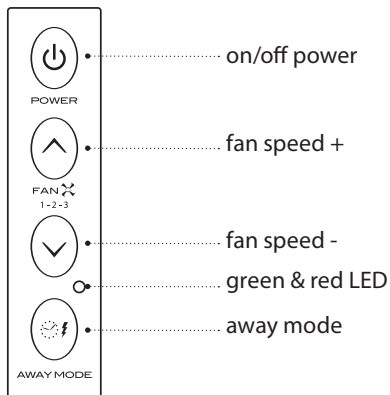 on/off power
POWER
fan speed +
FAN
1-2-3
fan speed -
green & red LED
away mode
AWAY MODE